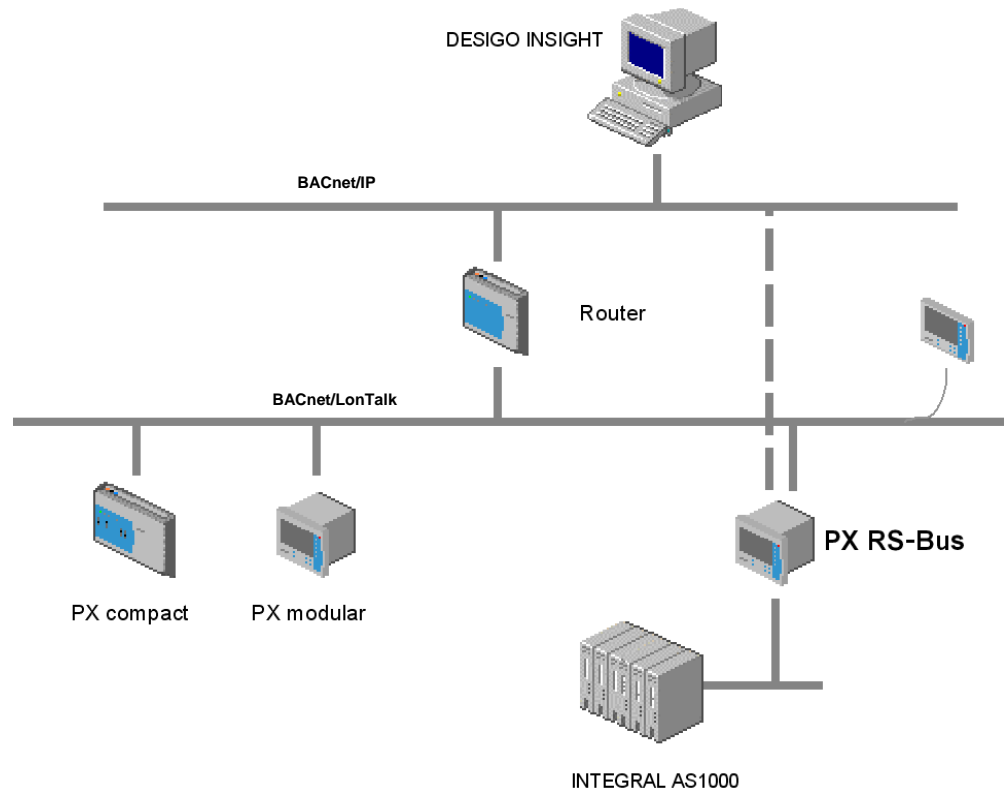 DESIGO INSIGHT
BACnet/IP
Router
BACnet/LonTalk
PX RS-Bus
PX compact
PX modular
INTEGRAL AS1000